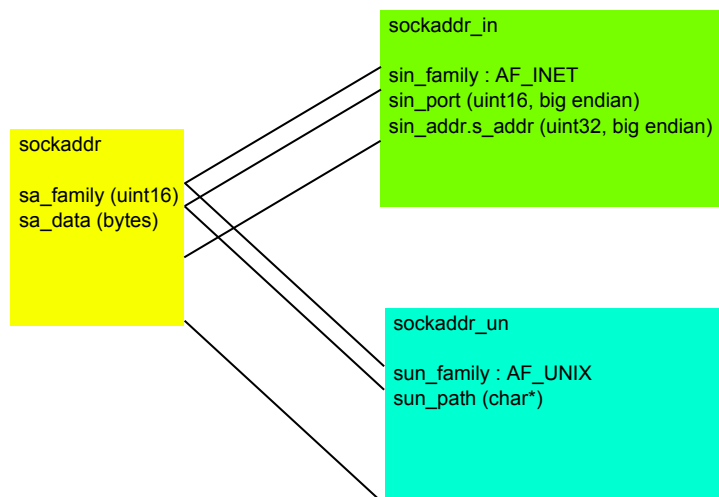 sockaddr_in
sin_family : AF_INET
sin_port (uint16, big endian)
sin_addr.s_addr (uint32, big endian)
sockaddr
sa_family (uint16)
sa_data (bytes)
sockaddr_un
sun_family : AF_UNIX
sun_path (char*)